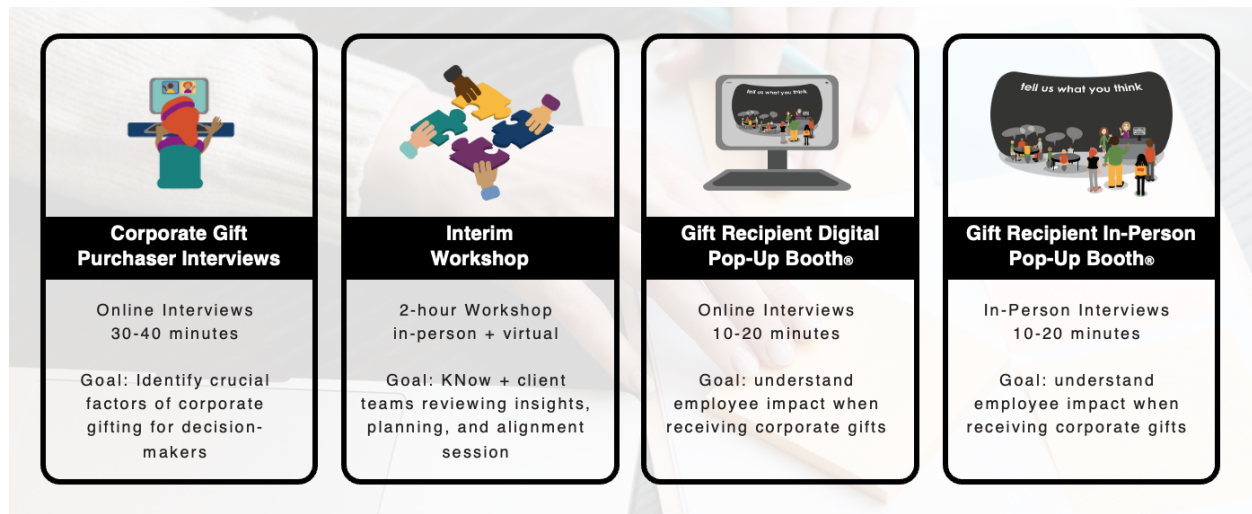 Corporate Gift
Purchaser Interviews
Online Interviews
30-40 minutes
Goal: Identify crucial
factors of corporate
gifting for decision-
makers
Interim
Workshop
2-hour Workshop
in-person + virtual
Goal: KNow + client
teams reviewing insights,
planning, and alignment
session
tell us what you think
Gift Recipient Digital
Pop-Up Booth®
Online Interviews
10-20 minutes
Goal: understand
employee impact when
receiving corporate gifts
tell us what you think
Gift Recipient In-Person
Pop-Up Booth®
In-Person Interviews
10-20 minutes
Goal: understand
employee impact when
receiving corporate gifts